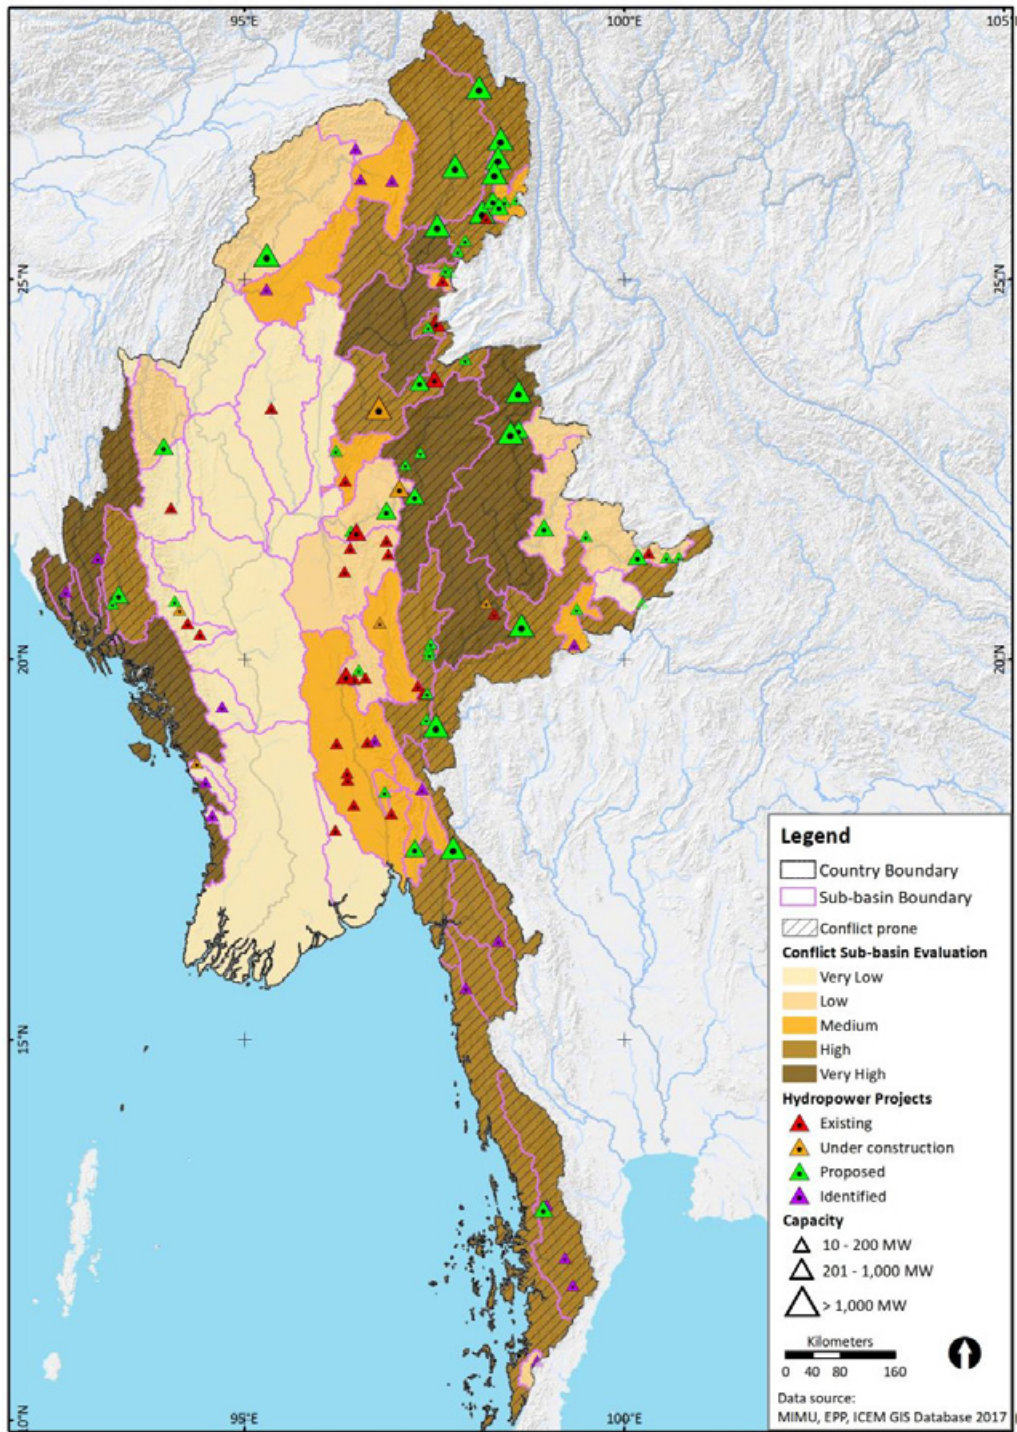 95°E
100°E
105°
25°N
25°N
20°N
20°N
15°N
15°N
Legend
Country Boundary
Sub-basin Boundary
Conflict prone
Conflict Sub-basin Evaluation
Very Low
Low
Medium
High
Very High
Hydropower Projects
Existing
Under construction
Proposed
Identified
Capacity
10 - 200 MW
201 - 1,000 MW
> 1,000 MW
Kilometers
0 40 80 160
Data source:
MIMU, EPP, ICEM GIS Database 2017
0°N
95°E
100°E